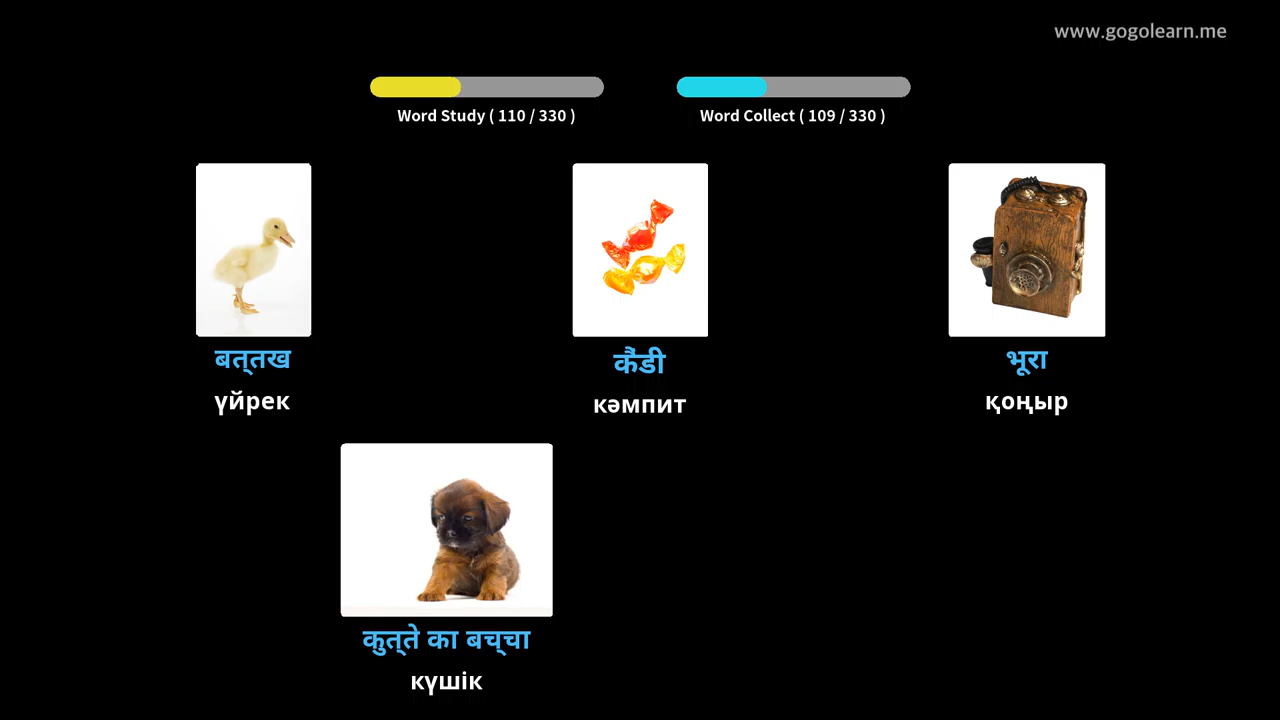 www.gogolearn.me
Word Study ( 110 / 330 )
Word Collect ( 109 / 330 )
बत्तख
कैंडी
भूरा
үйрек
кәмпит
қоңыр
कुत्ते का बच्चा
күшік